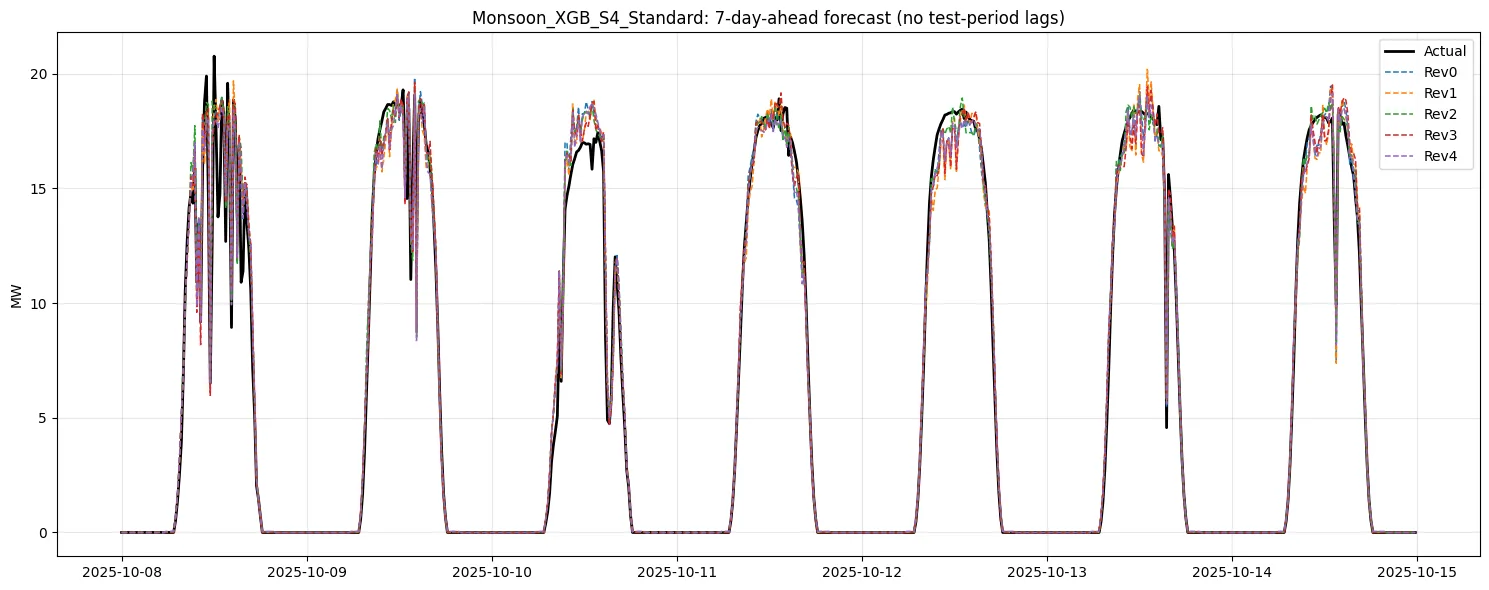 Monsoon_XGB_S4_Standard: 7-day-ahead forecast (no test-period lags)
Actual
Rev0
Rev1
Rev2
Rev3
Rev4
MW
20
15
10
5
0
2025-10-08 2025-10-09 2025-10-10 2025-10-11 2025-10-12 2025-10-13 2025-10-14 2025-10-15